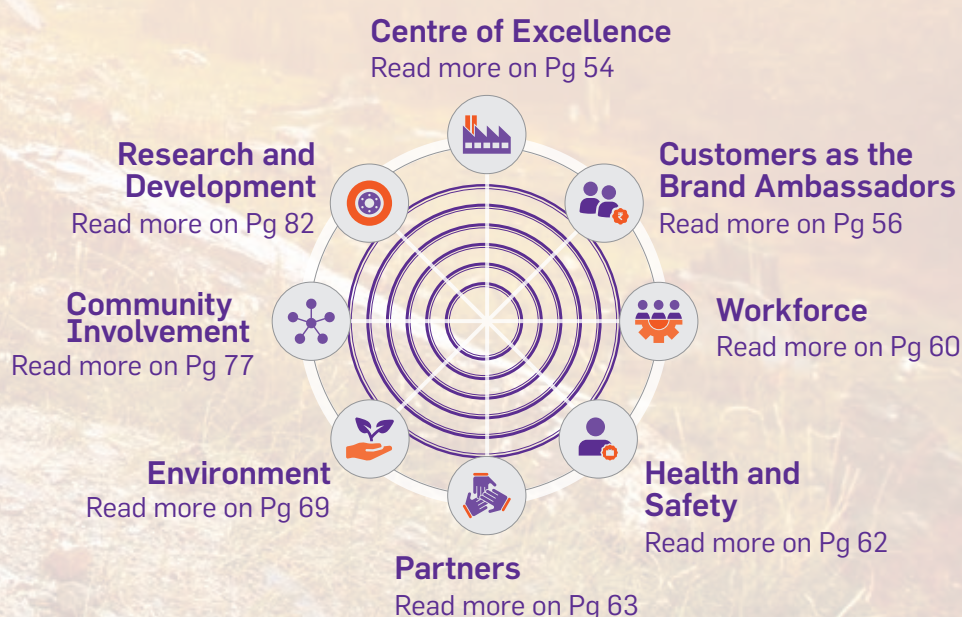 Centre of Excellence
Read more on Pg 54
Customers as the
Brand Ambassadors
Read more on Pg 56
₹
Workforce
Read more on Pg 60
Health and
Safety
Read more on Pg 62
Partners
Read more on Pg 63
Environment
Read more on Pg 69
Community
Involvement
Read more on Pg 77
Research and
Development
Read more on Pg 82